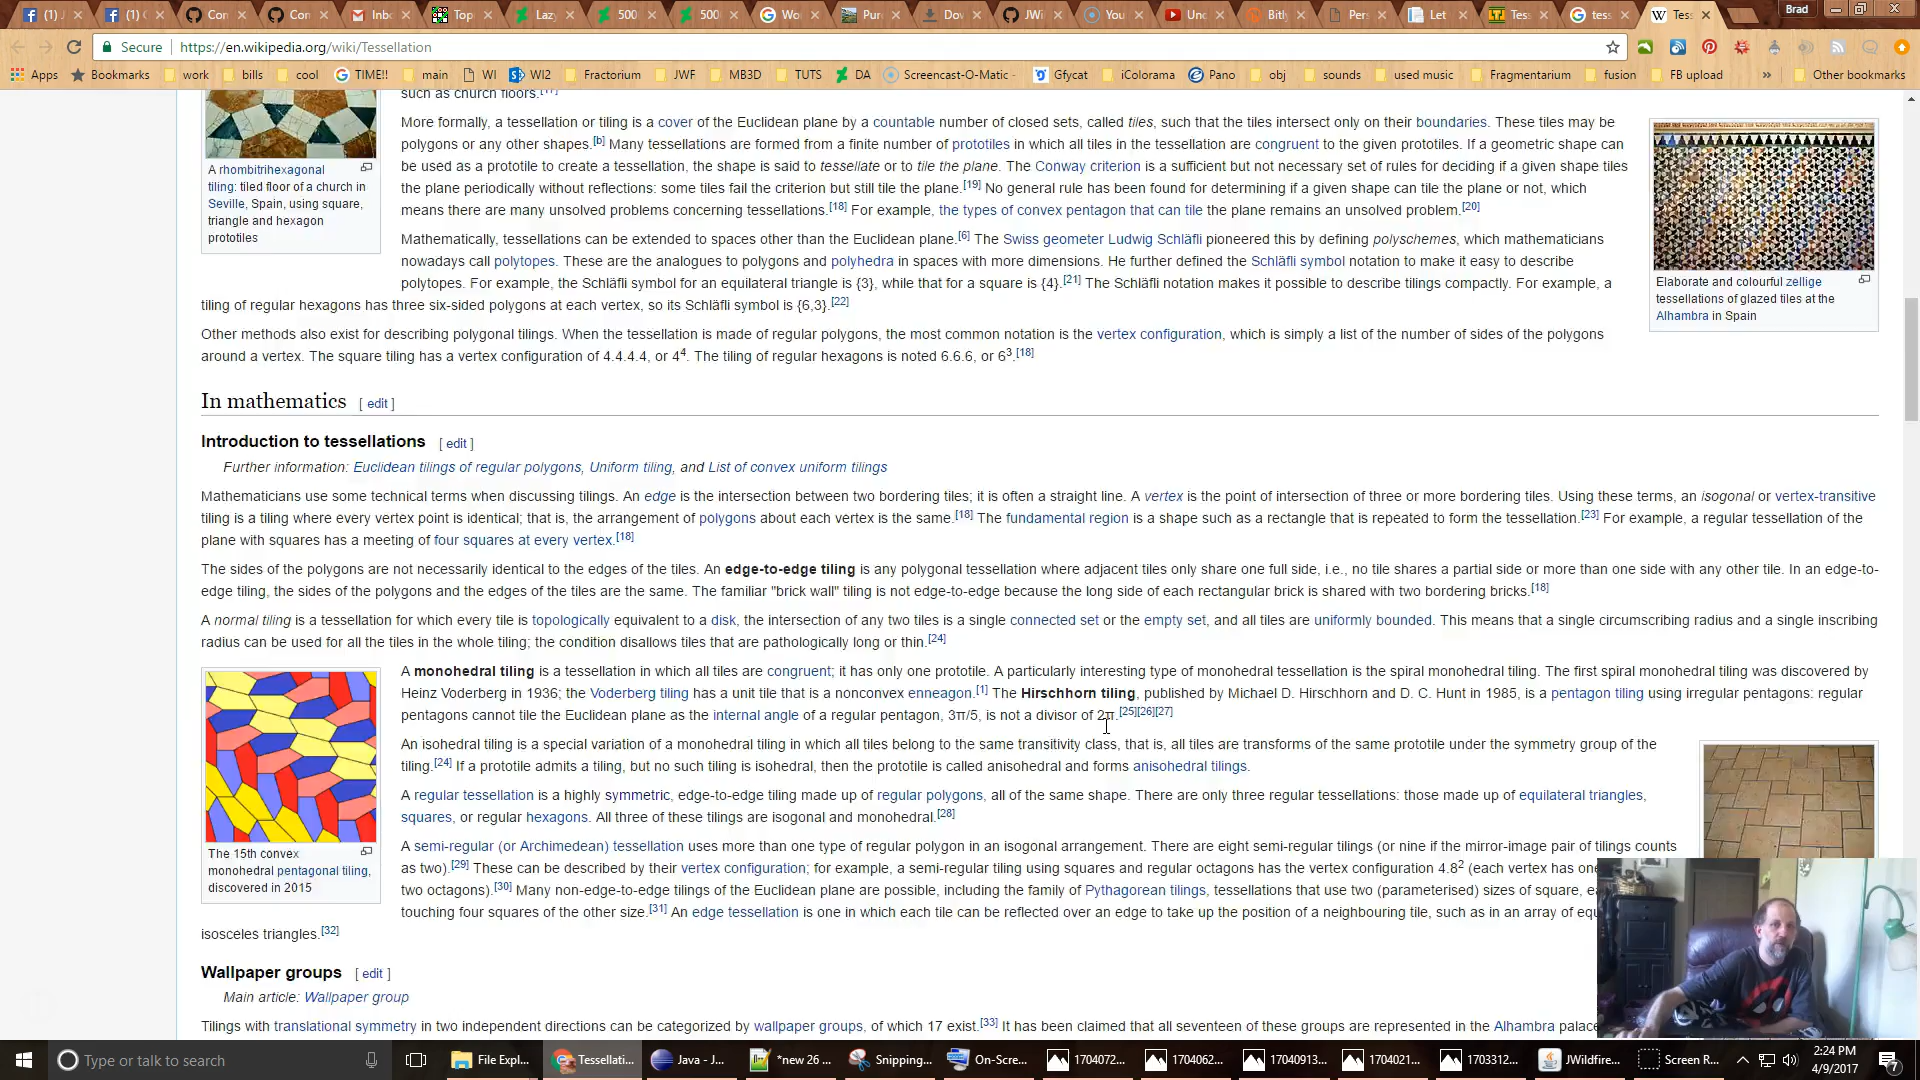 (1) J
(1) C
Con
Con
Inbo
Top
Lazy
500
500
Wo
Pur
Do
JWi
You
Unc
Bitly
Pers
Let
Tess
tess
Tess
Brad
Secure
https://en.wikipedia.org/wiki/Tessellation
Apps
Bookmarks
work
bills
cool
TIME!!
main
WI
WI2
Fractorium
JWF
MB3D
TUTS
DA
Screencast-O-Matic -
Gfycat
iColorama
Pano
obj
sounds
used music
Fragmentarium
fusion
FB upload
»
Other bookmarks
such as church floors.[17]
More formally, a tessellation or tiling is a cover of the Euclidean plane by a countable number of closed sets, called tiles, such that the tiles intersect only on their boundaries. These tiles may be
polygons or any other shapes.[b] Many tessellations are formed from a finite number of prototiles in which all tiles in the tessellation are congruent to the given prototiles. If a geometric shape can
be used as a prototile to create a tessellation, the shape is said to tessellate or to tile the plane. The Conway criterion is a sufficient but not necessary set of rules for deciding if a given shape tiles
the plane periodically without reflections: some tiles fail the criterion but still tile the plane.[19] No general rule has been found for determining if a given shape can tile the plane or not, which
means there are many unsolved problems concerning tessellations.[18] For example, the types of convex pentagon that can tile the plane remains an unsolved problem.[20]
A rhombitrihexagonal
tiling: tiled floor of a church in
Seville, Spain, using square,
triangle and hexagon
prototiles
Mathematically, tessellations can be extended to spaces other than the Euclidean plane.[6] The Swiss geometer Ludwig Schläfli pioneered this by defining polyschemes, which mathematicians
nowadays call polytopes. These are the analogues to polygons and polyhedra in spaces with more dimensions. He further defined the Schläfli symbol notation to make it easy to describe
polytopes. For example, the Schläfli symbol for an equilateral triangle is {3}, while that for a square is {4}.[21] The Schläfli notation makes it possible to describe tilings compactly. For example, a
tiling of regular hexagons has three six-sided polygons at each vertex, so its Schläfli symbol is {6,3}.[22]
Elaborate and colourful zellige
tessellations of glazed tiles at the
Alhambra in Spain
Other methods also exist for describing polygonal tilings. When the tessellation is made of regular polygons, the most common notation is the vertex configuration, which is simply a list of the number of sides of the polygons
around a vertex. The square tiling has a vertex configuration of 4.4.4.4, or 4⁴. The tiling of regular hexagons is noted 6.6.6, or 6³.[18]
In mathematics [ edit ]
Introduction to tessellations [ edit ]
Further information: Euclidean tilings of regular polygons, Uniform tiling, and List of convex uniform tilings
Mathematicians use some technical terms when discussing tilings. An edge is the intersection between two bordering tiles; it is often a straight line. A vertex is the point of intersection of three or more bordering tiles. Using these terms, an isogonal or vertex-transitive
tiling is a tiling where every vertex point is identical; that is, the arrangement of polygons about each vertex is the same.[18] The fundamental region is a shape such as a rectangle that is repeated to form the tessellation.[23] For example, a regular tessellation of the
plane with squares has a meeting of four squares at every vertex.[18]
The sides of the polygons are not necessarily identical to the edges of the tiles. An edge-to-edge tiling is any polygonal tessellation where adjacent tiles only share one full side, i.e., no tile shares a partial side or more than one side with any other tile. In an edge-to-
edge tiling, the sides of the polygons and the edges of the tiles are the same. The familiar "brick wall" tiling is not edge-to-edge because the long side of each rectangular brick is shared with two bordering bricks.[18]
A normal tiling is a tessellation for which every tile is topologically equivalent to a disk, the intersection of any two tiles is a single connected set or the empty set, and all tiles are uniformly bounded. This means that a single circumscribing radius and a single inscribing
radius can be used for all the tiles in the whole tiling; the condition disallows tiles that are pathologically long or thin.[24]
A monohedral tiling is a tessellation in which all tiles are congruent; it has only one prototile. A particularly interesting type of monohedral tessellation is the spiral monohedral tiling. The first spiral monohedral tiling was discovered by
Heinz Voderberg in 1936; the Voderberg tiling has a unit tile that is a nonconvex enneagon.[1] The Hirschhorn tiling, published by Michael D. Hirschhorn and D. C. Hunt in 1985, is a pentagon tiling using irregular pentagons: regular
pentagons cannot tile the Euclidean plane as the internal angle of a regular pentagon, 3π/5, is not a divisor of 2π.[25][26][27]
An isohedral tiling is a special variation of a monohedral tiling in which all tiles belong to the same transitivity class, that is, all tiles are transforms of the same prototile under the symmetry group of the
tiling.[24] If a prototile admits a tiling, but no such tiling is isohedral, then the prototile is called anisohedral and forms anisohedral tilings.
A regular tessellation is a highly symmetric, edge-to-edge tiling made up of regular polygons, all of the same shape. There are only three regular tessellations: those made up of equilateral triangles,
squares, or regular hexagons. All three of these tilings are isogonal and monohedral.[28]
The 15th convex
monohedral pentagonal tiling,
discovered in 2015
A semi-regular (or Archimedean) tessellation uses more than one type of regular polygon in an isogonal arrangement. There are eight semi-regular tilings (or nine if the mirror-image pair of tilings counts
as two).[29] These can be described by their vertex configuration; for example, a semi-regular tiling using squares and regular octagons has the vertex configuration 4.8² (each vertex has one
two octagons).[30] Many non-edge-to-edge tilings of the Euclidean plane are possible, including the family of Pythagorean tilings, tessellations that use two (parameterised) sizes of square, ea
touching four squares of the other size.[31] An edge tessellation is one in which each tile can be reflected over an edge to take up the position of a neighbouring tile, such as in an array of equ
isosceles triangles.[32]
Wallpaper groups [ edit ]
Main article: Wallpaper group
Tilings with translational symmetry in two independent directions can be categorized by wallpaper groups, of which 17 exist.[33] It has been claimed that all seventeen of these groups are represented in the Alhambra palace
Type or talk to search
File Expl...
Tessellati...
Java - J...
*new 26 ...
Snipping...
On-Scre...
1704072...
1704062...
17040913...
1704021...
1703312...
JWildfire...
Screen R...
2:24 PM
4/9/2017
7